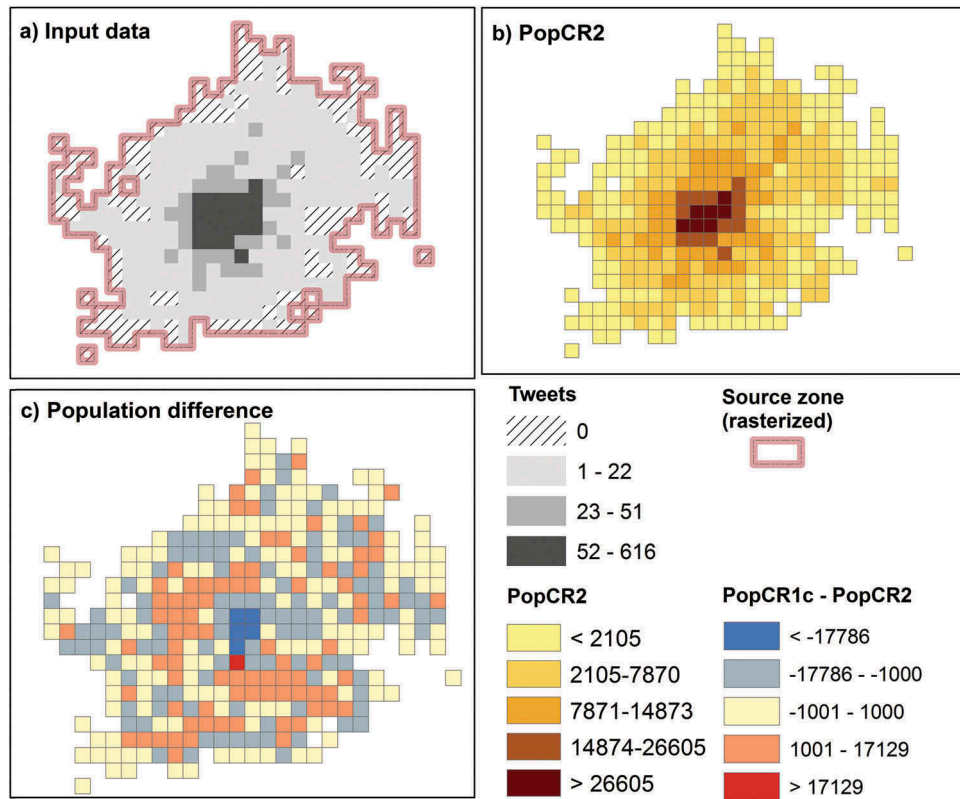 a) Input data
b) PopCR2
c) Population difference
Tweets
0
1 - 22
23 - 51
52 - 616
Source zone
(rasterized)
PopCR2
< 2105
2105-7870
7871-14873
14874-26605
> 26605
PopCR1c - PopCR2
< -17786
-17786 - -1000
-1001 - 1000
1001 - 17129
> 17129